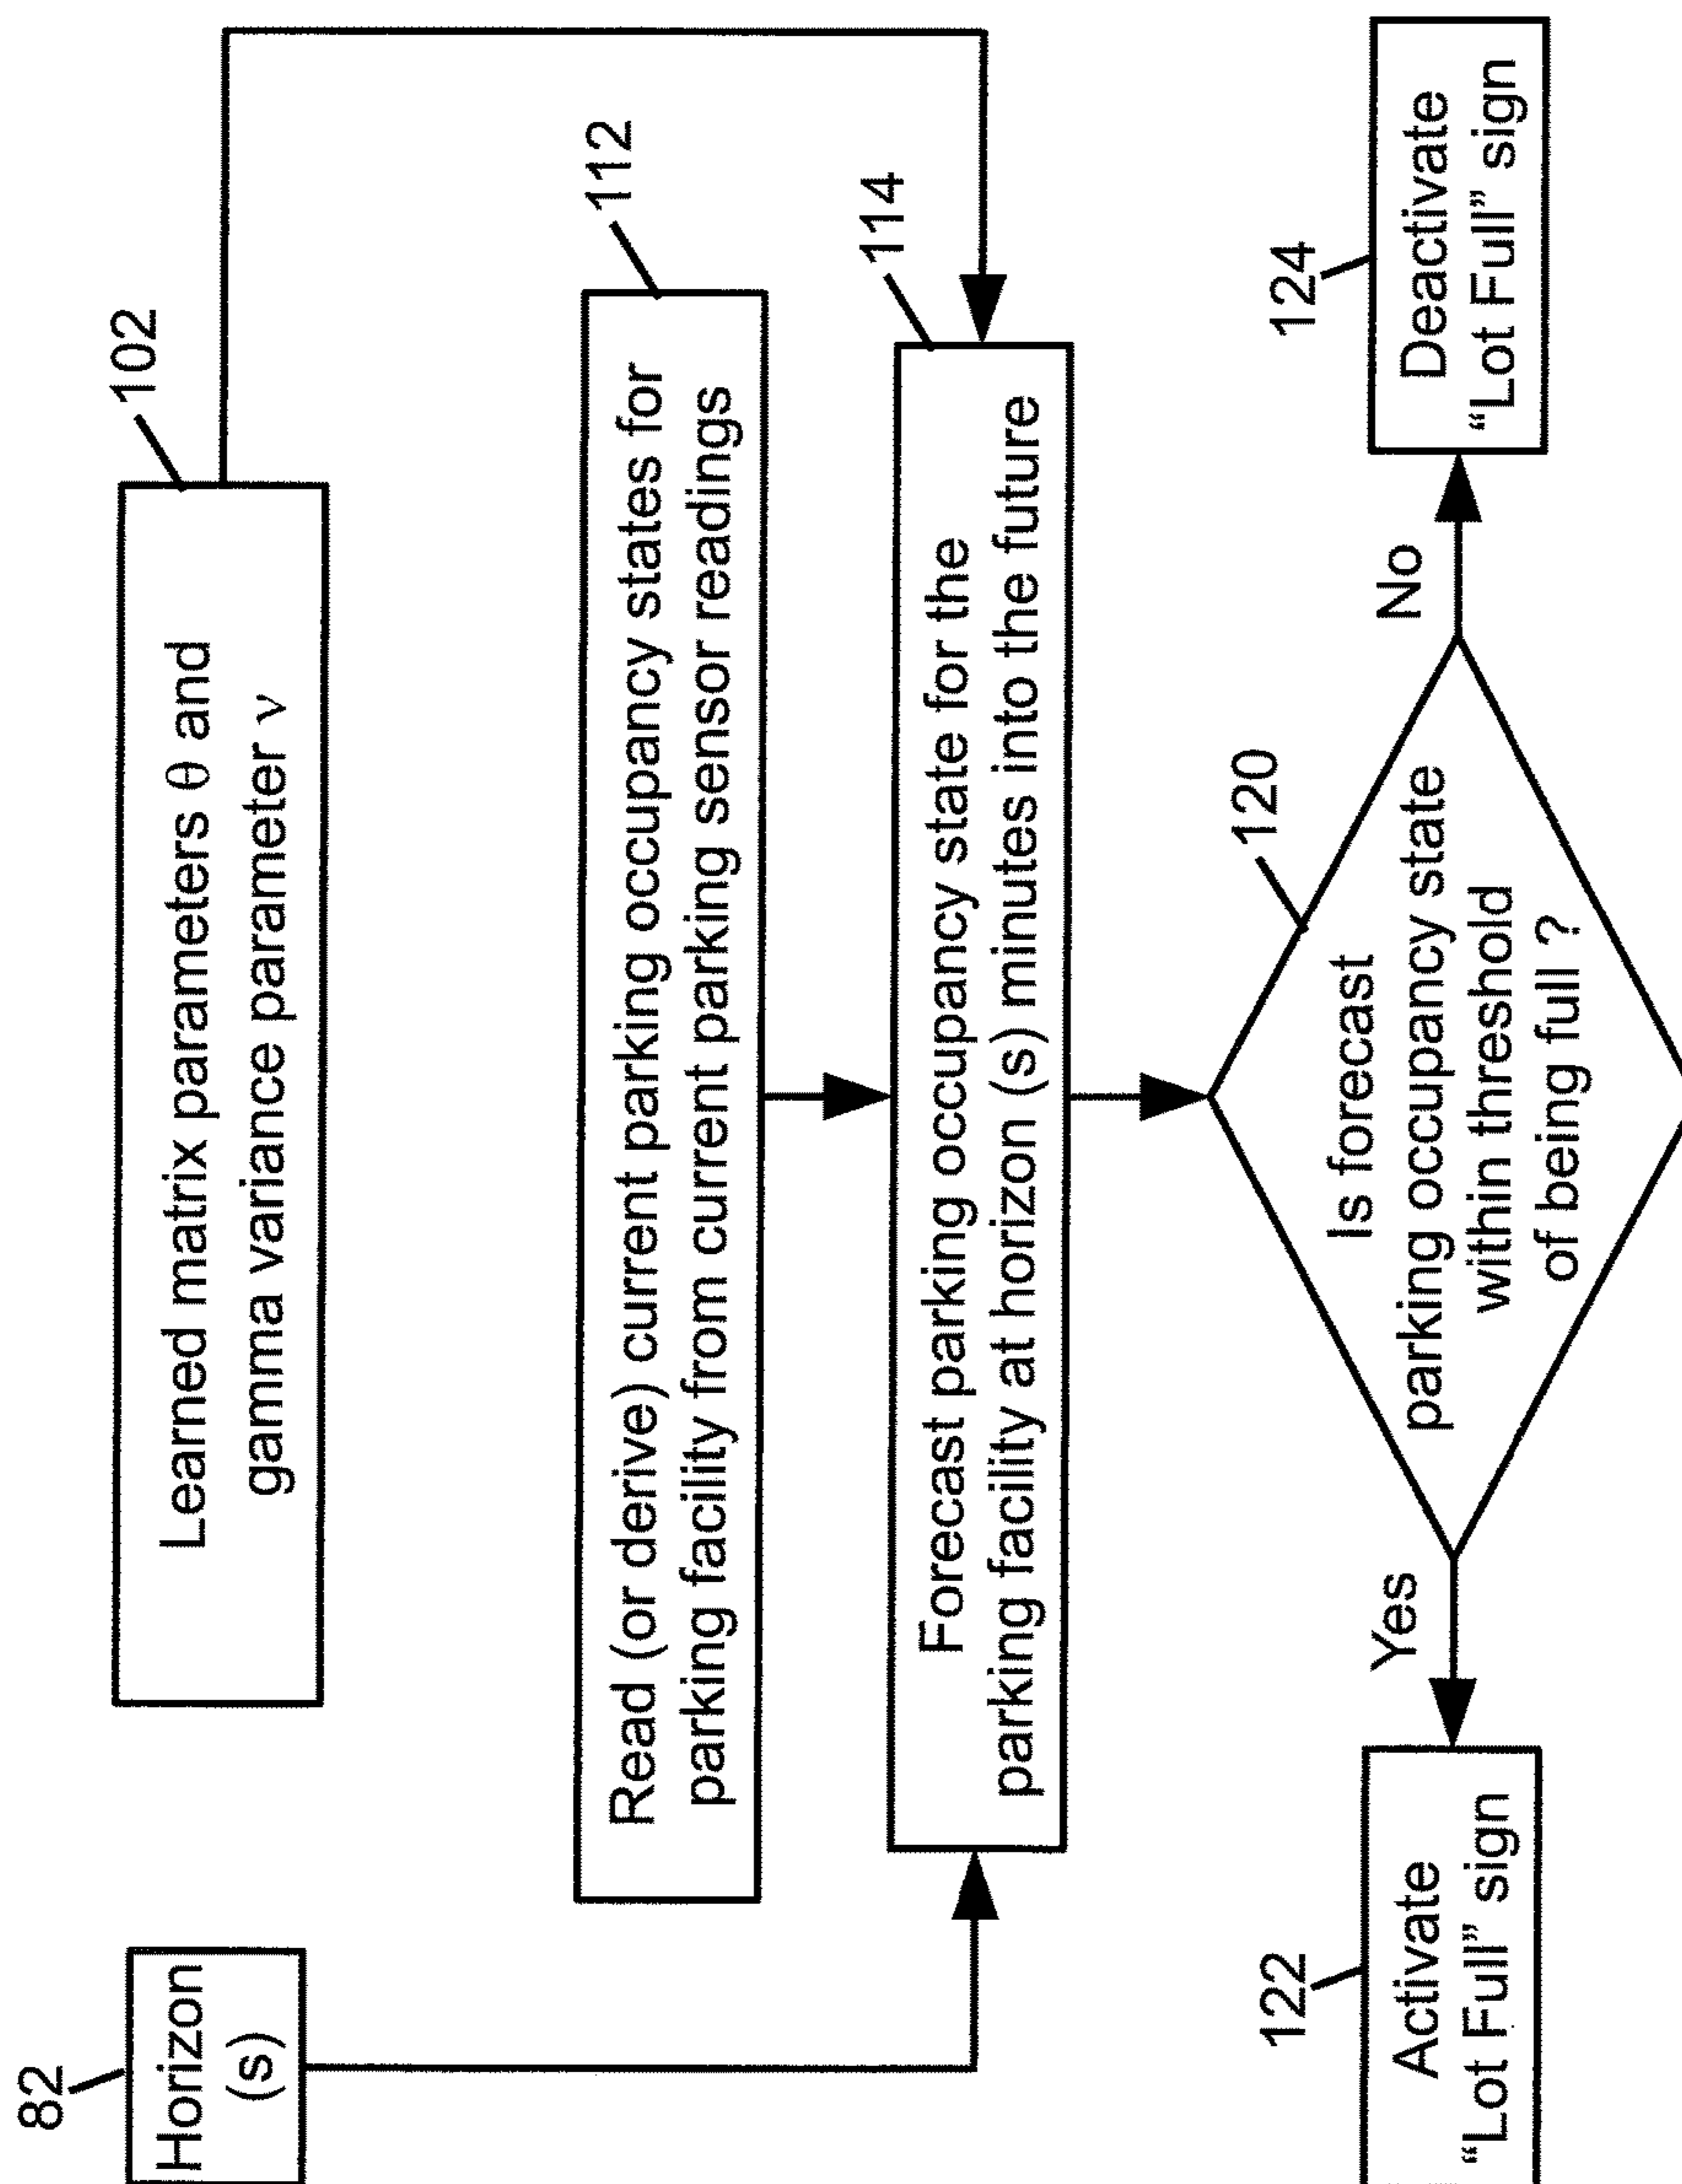 82
Horizon
(s)
102
Learned matrix parameters θ and
gamma variance parameter ν
112
Read (or derive) current parking occupancy states for
parking facility from current parking sensor readings
114
Forecast parking occupancy state for the
parking facility at horizon (s) minutes into the future
120
Is forecast
parking occupancy state
within threshold
of being full ?
Yes
No
122
Activate
“Lot Full” sign
124
Deactivate
“Lot Full” sign